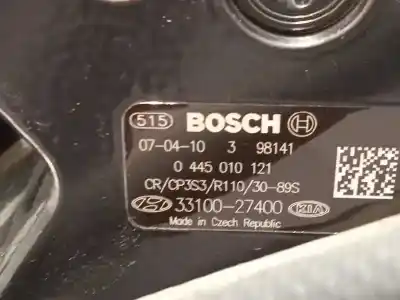 515 BOSCH
07-04-10 3 98141
0 445 010 121
CR/CP3S3/R110/30-89S
33100-27400 KIA
Made in Czech Republic